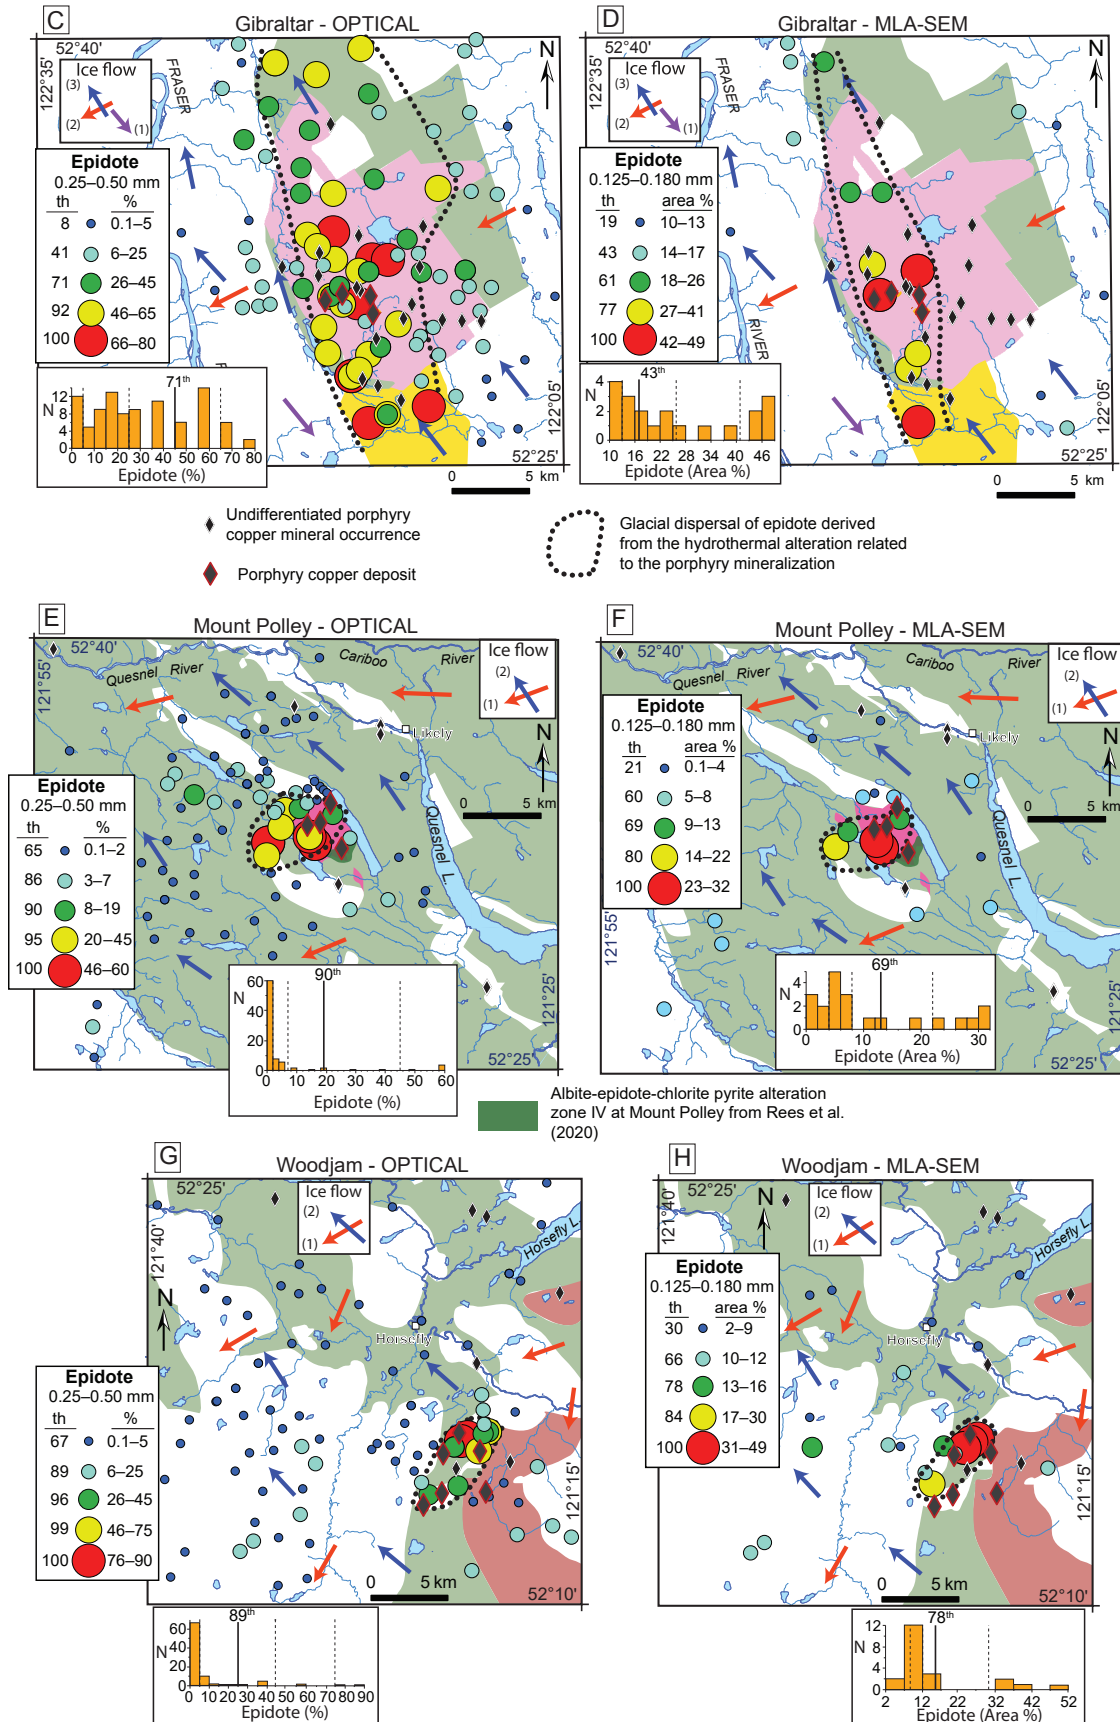 C
Gibraltar - OPTICAL
52°40'
122°35'
Ice flow
(3)
(2)
(1)
FRASER
N
Epidote
0.25–0.50 mm
th %
8 0.1–5
41 6–25
71 26–45
92 46–65
100 66–80
F
71th
N
12
8
4
0
0 10 20 30 40 50 60 70 80
Epidote (%)
122°05'
52°25'
0 5 km
D
Gibraltar - MLA-SEM
52°40'
122°35'
Ice flow
(3)
(2)
(1)
FRASER
N
Epidote
0.125–0.180 mm
th area %
19 10–13
43 14–17
61 18–26
77 27–41
100 42–49
RIVER
43th
N
4
2
0
10 16 22 28 34 40 46
Epidote (Area %)
122°05'
52°25'
0 5 km
Undifferentiated porphyry
copper mineral occurrence
Porphyry copper deposit
Glacial dispersal of epidote derived
from the hydrothermal alteration related
to the porphyry mineralization
E
Mount Polley - OPTICAL
52°40'
121°55'
Quesnel River
Cariboo River
Ice flow
(2)
(1)
N
Likely
0 5 km
Quesnel L.
Epidote
0.25–0.50 mm
th %
65 0.1–2
86 3–7
90 8–19
95 20–45
100 46–60
90th
N
60
40
20
0
0 10 20 30 40 50 60
Epidote (%)
121°25'
52°25'
F
Mount Polley - MLA-SEM
52°40'
Quesnel River
Cariboo River
Ice flow
(2)
(1)
N
Likely
0 5 km
Quesnel L.
Epidote
0.125–0.180 mm
th area %
21 0.1–4
60 5–8
69 9–13
80 14–22
100 23–32
121°55'
69th
N
4
2
0
0 10 20 30
Epidote (Area %)
121°25'
52°25'
Albite-epidote-chlorite pyrite alteration
zone IV at Mount Polley from Rees et al.
(2020)
G
Woodjam - OPTICAL
52°25'
121°40'
Ice flow
(2)
(1)
Horsefly L.
N
Horsefly
Epidote
0.25–0.50 mm
th %
67 0.1–5
89 6–25
96 26–45
99 46–75
100 76–90
121°15'
0 5 km
52°10'
89th
N
60
40
20
0
0 10 20 30 40 50 60 70 80 90
Epidote (%)
H
Woodjam - MLA-SEM
52°25'
121°40'
N
Ice flow
(2)
(1)
Horsefly L.
Horsefly
Epidote
0.125–0.180 mm
th area %
30 2–9
66 10–12
78 13–16
84 17–30
100 31–49
121°15'
0 5 km
52°10'
78th
N
12
8
4
0
2 12 22 32 42 52
Epidote (Area %)